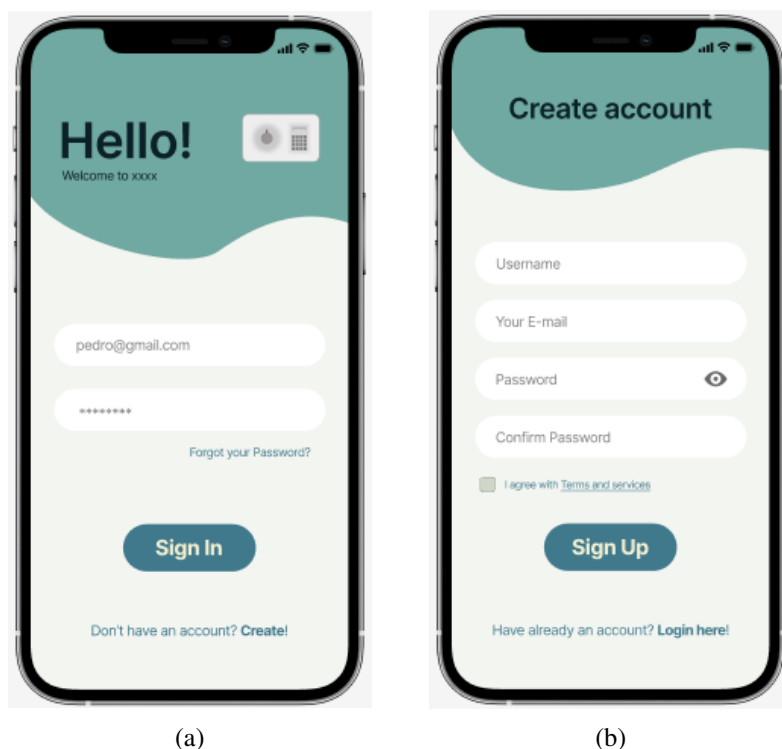 Hello!
Welcome to xxxx
pedro@gmail.com
********
Forgot your Password?
Sign In
Don't have an account? Create!
(a)
Create account
Username
Your E-mail
Password
Confirm Password
I agree with Terms and services
Sign Up
Have already an account? Login here!
(b)